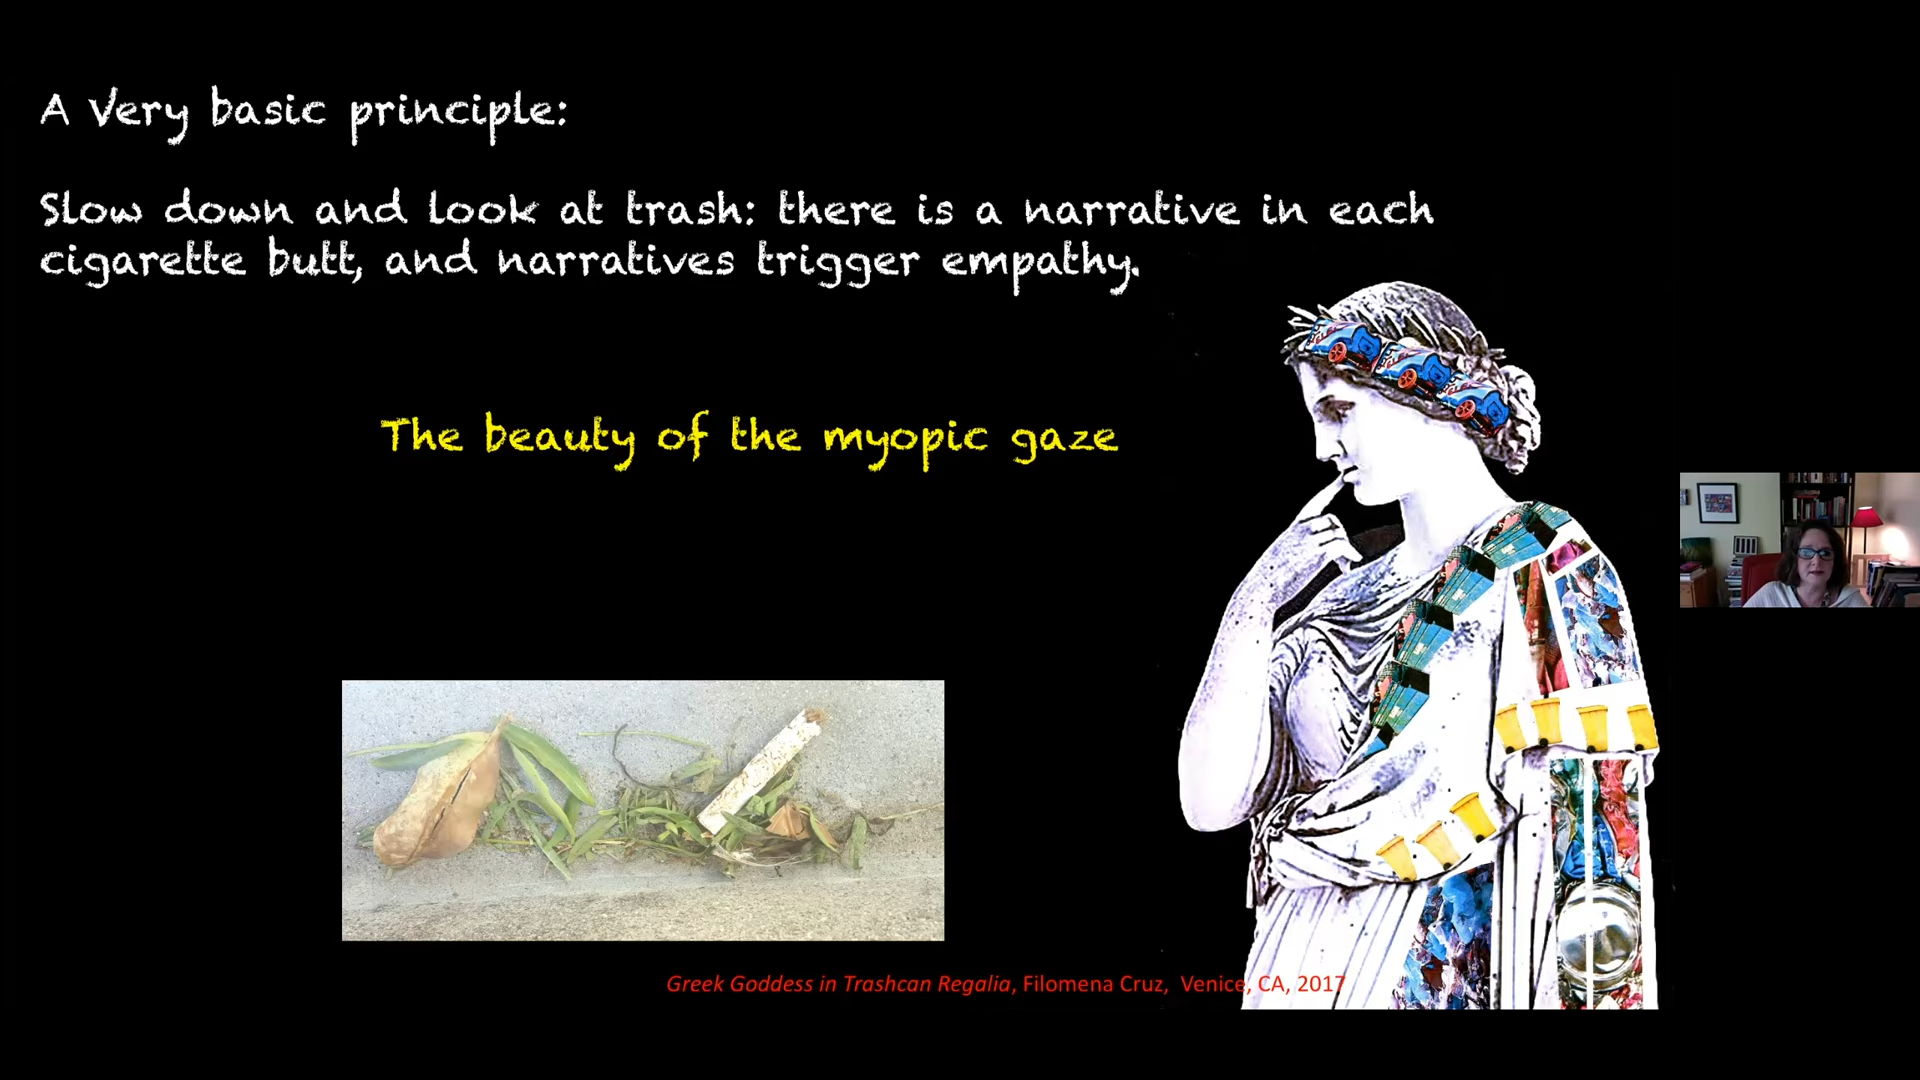 A Very basic principle:
Slow down and look at trash: there is a narrative in each
cigarette butt, and narratives trigger empathy.
The beauty of the myopic gaze
Greek Goddess in Trashcan Regalia, Filomena Cruz, Venice, CA, 2017